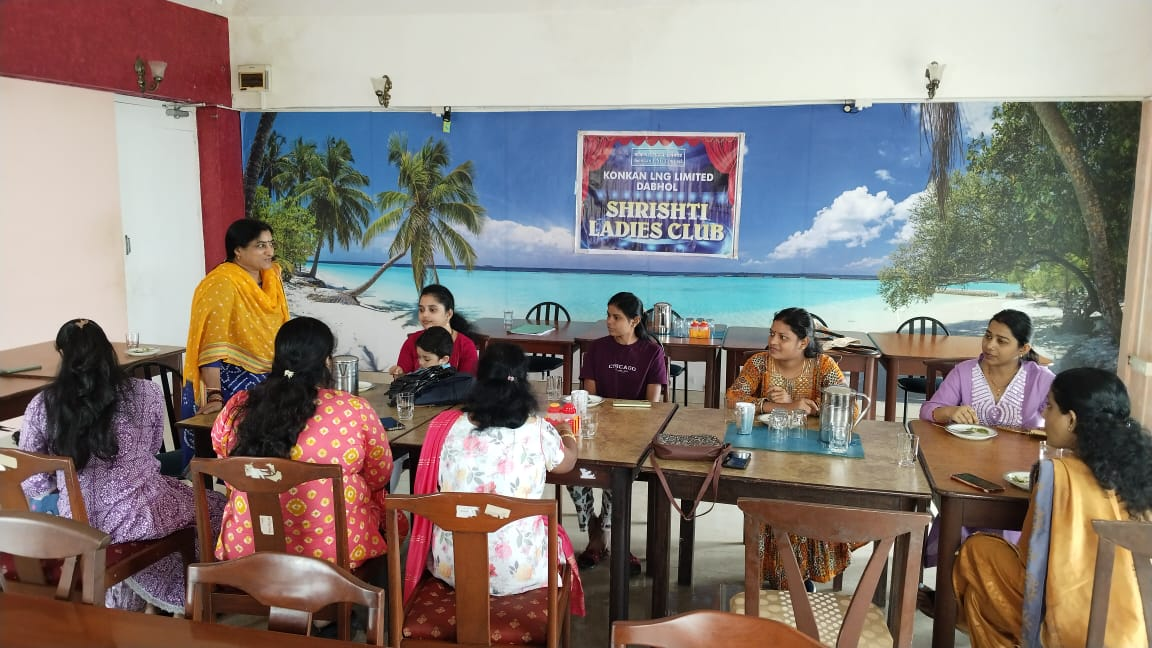 KONKAN LNG LIMITED
DABHOL
SHRISHTI
LADIES CLUB
CHICAGO